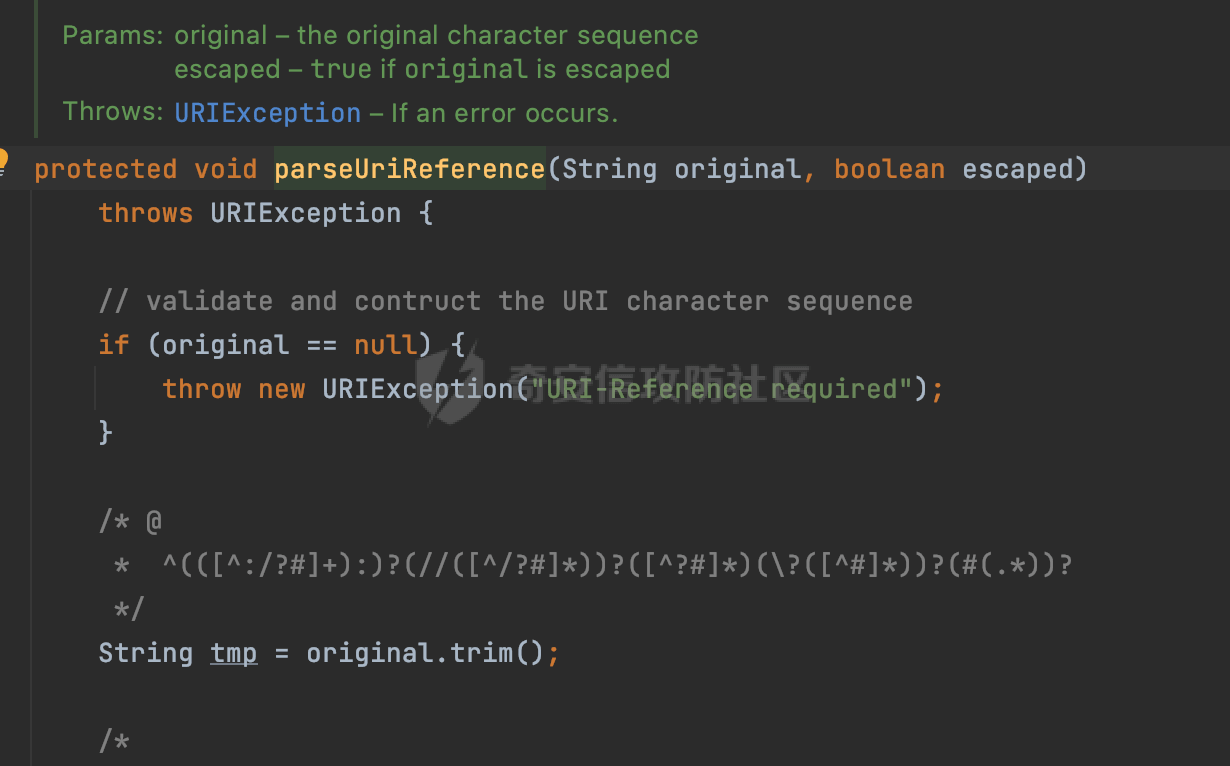 Params: original – the original character sequence
escaped – true if original is escaped
Throws: URIException – If an error occurs.
protected void parseUriReference(String original, boolean escaped)
throws URIException {
// validate and contruct the URI character sequence
if (original == null) {
throw new URIException("URI-Reference required");
奇安信攻防社区
}
/* @
* ^(([^:/?#]+):)?(//([^/?#]*))?([^?#]*)(\?([^#]*))?(#(.*))?
*/
String tmp = original.trim();
/*